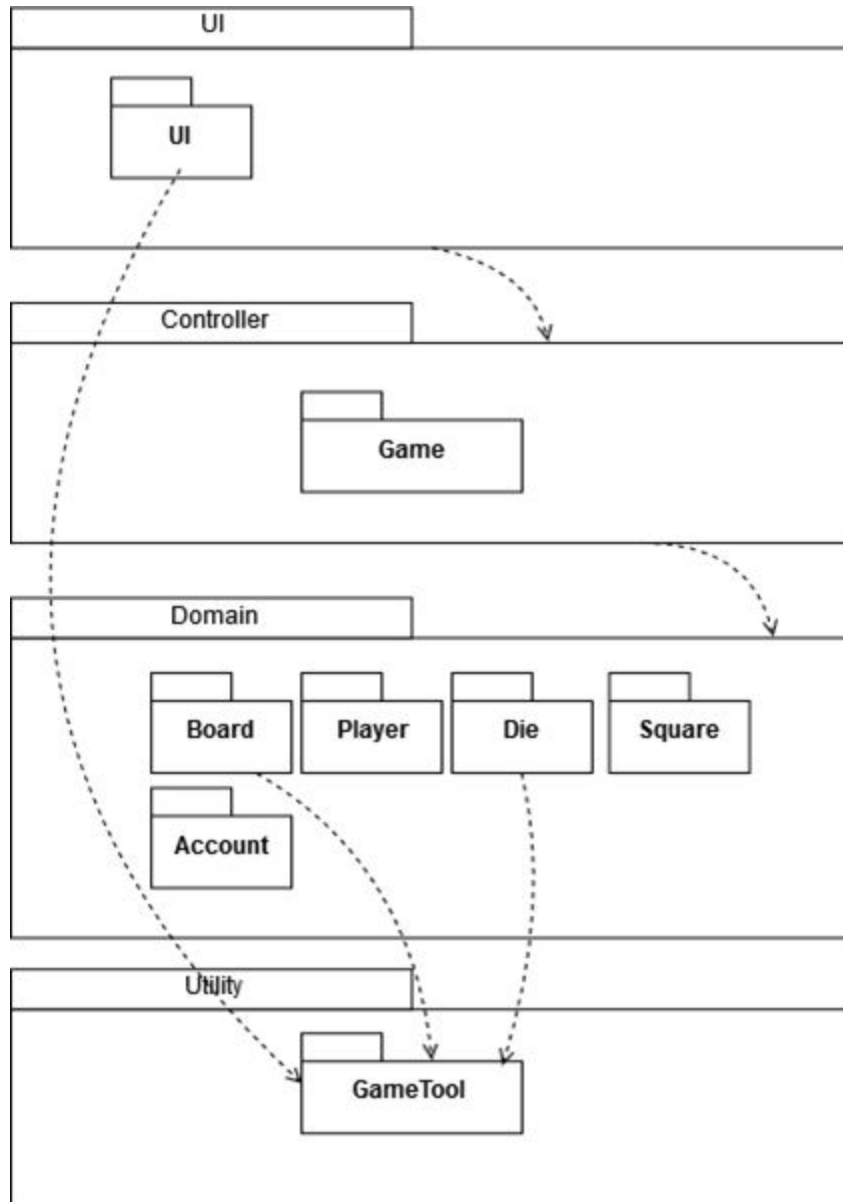 UI
UI
Controller
Game
Domain
Board Player Die Square
Account
Utility
GameTool